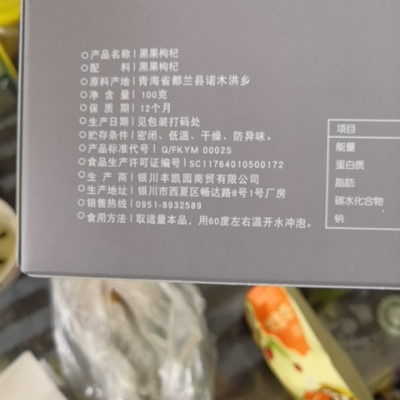 产品名称|黑果枸杞
配料|黑果枸杞
原料产地|青海省都兰县诺木洪乡
净含量|100克
保质期|12个月
生产日期|见包装打码处
贮存条件|密闭、低温、干燥、防异味。
产品标准代号|Q/FKYM 0002S
食品生产许可证编号|SC11764010500172
生产商|银川丰凯园商贸有限公司
地址|银川市西夏区畅达路8号1号厂房
销售热线|0951-8932589
食用方法|取适量本品，用60度左右温开水冲泡。
项目
能量
蛋白质
脂肪
碳水化合物
钠